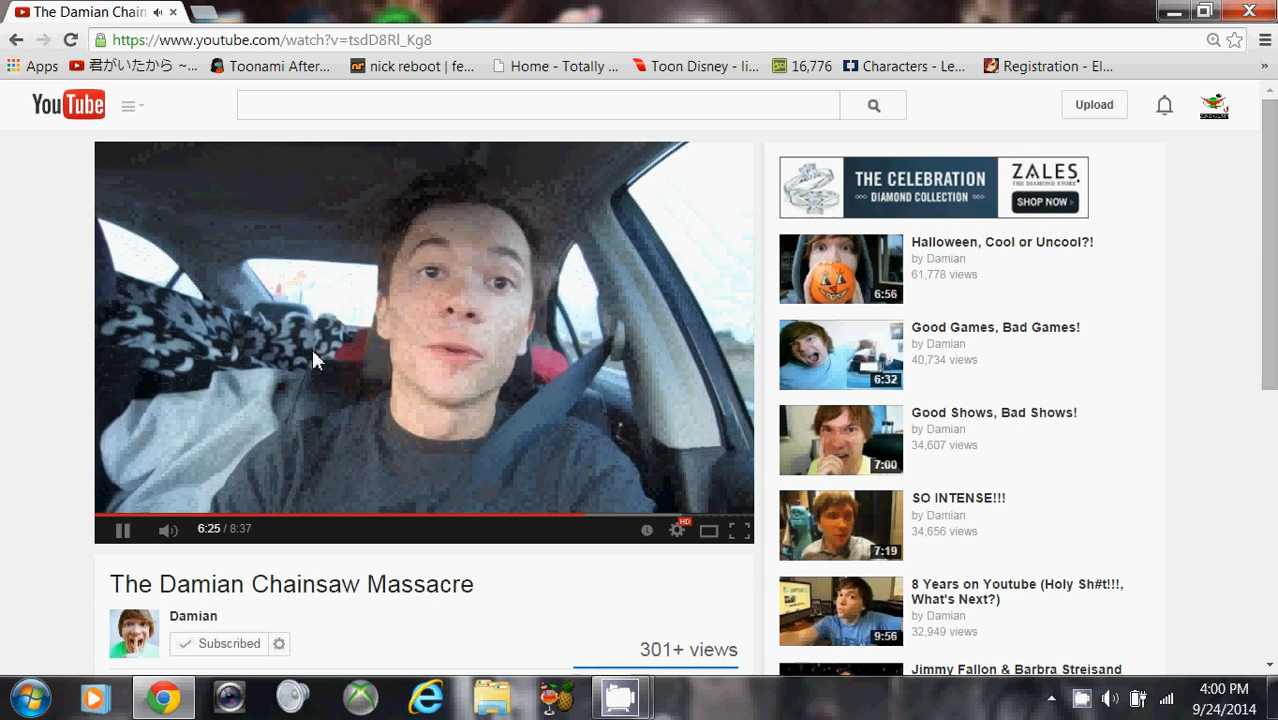 The Damian Chain
https://www.youtube.com/watch?v=tsdD8Rl_Kg8
Apps
君がいたから ~...
Toonami After...
nick reboot | fe...
Home - Totally ...
Toon Disney - li...
16,776
Characters - Le...
Registration - El...
»
YouTube
Upload
THE CELEBRATION
DIAMOND COLLECTION
ZALES.
THE DIAMOND STORE
SHOP NOW
Halloween, Cool or Uncool?!
by Damian
61,778 views
6:56
Good Games, Bad Games!
by Damian
40,734 views
6:32
Good Shows, Bad Shows!
by Damian
34,607 views
7:00
SO INTENSE!!!
by Damian
34,656 views
7:19
8 Years on Youtube (Holy Sh#t!!!,
What's Next?)
by Damian
32,949 views
9:56
Jimmy Fallon & Barbra Streisand
6:25 / 8:37
HD
The Damian Chainsaw Massacre
Damian
Subscribed
301+ views
4:00 PM
9/24/2014